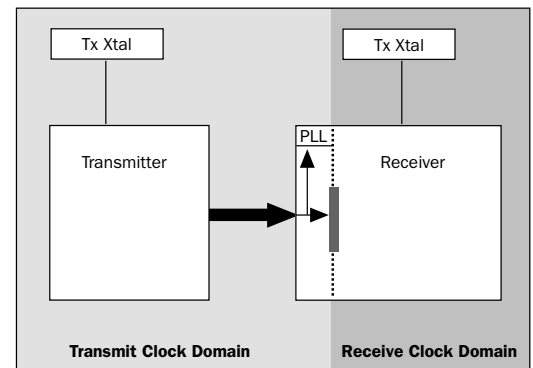 Tx Xtal
Tx Xtal
PLL
Transmitter
Receiver
Transmit Clock Domain
Receive Clock Domain